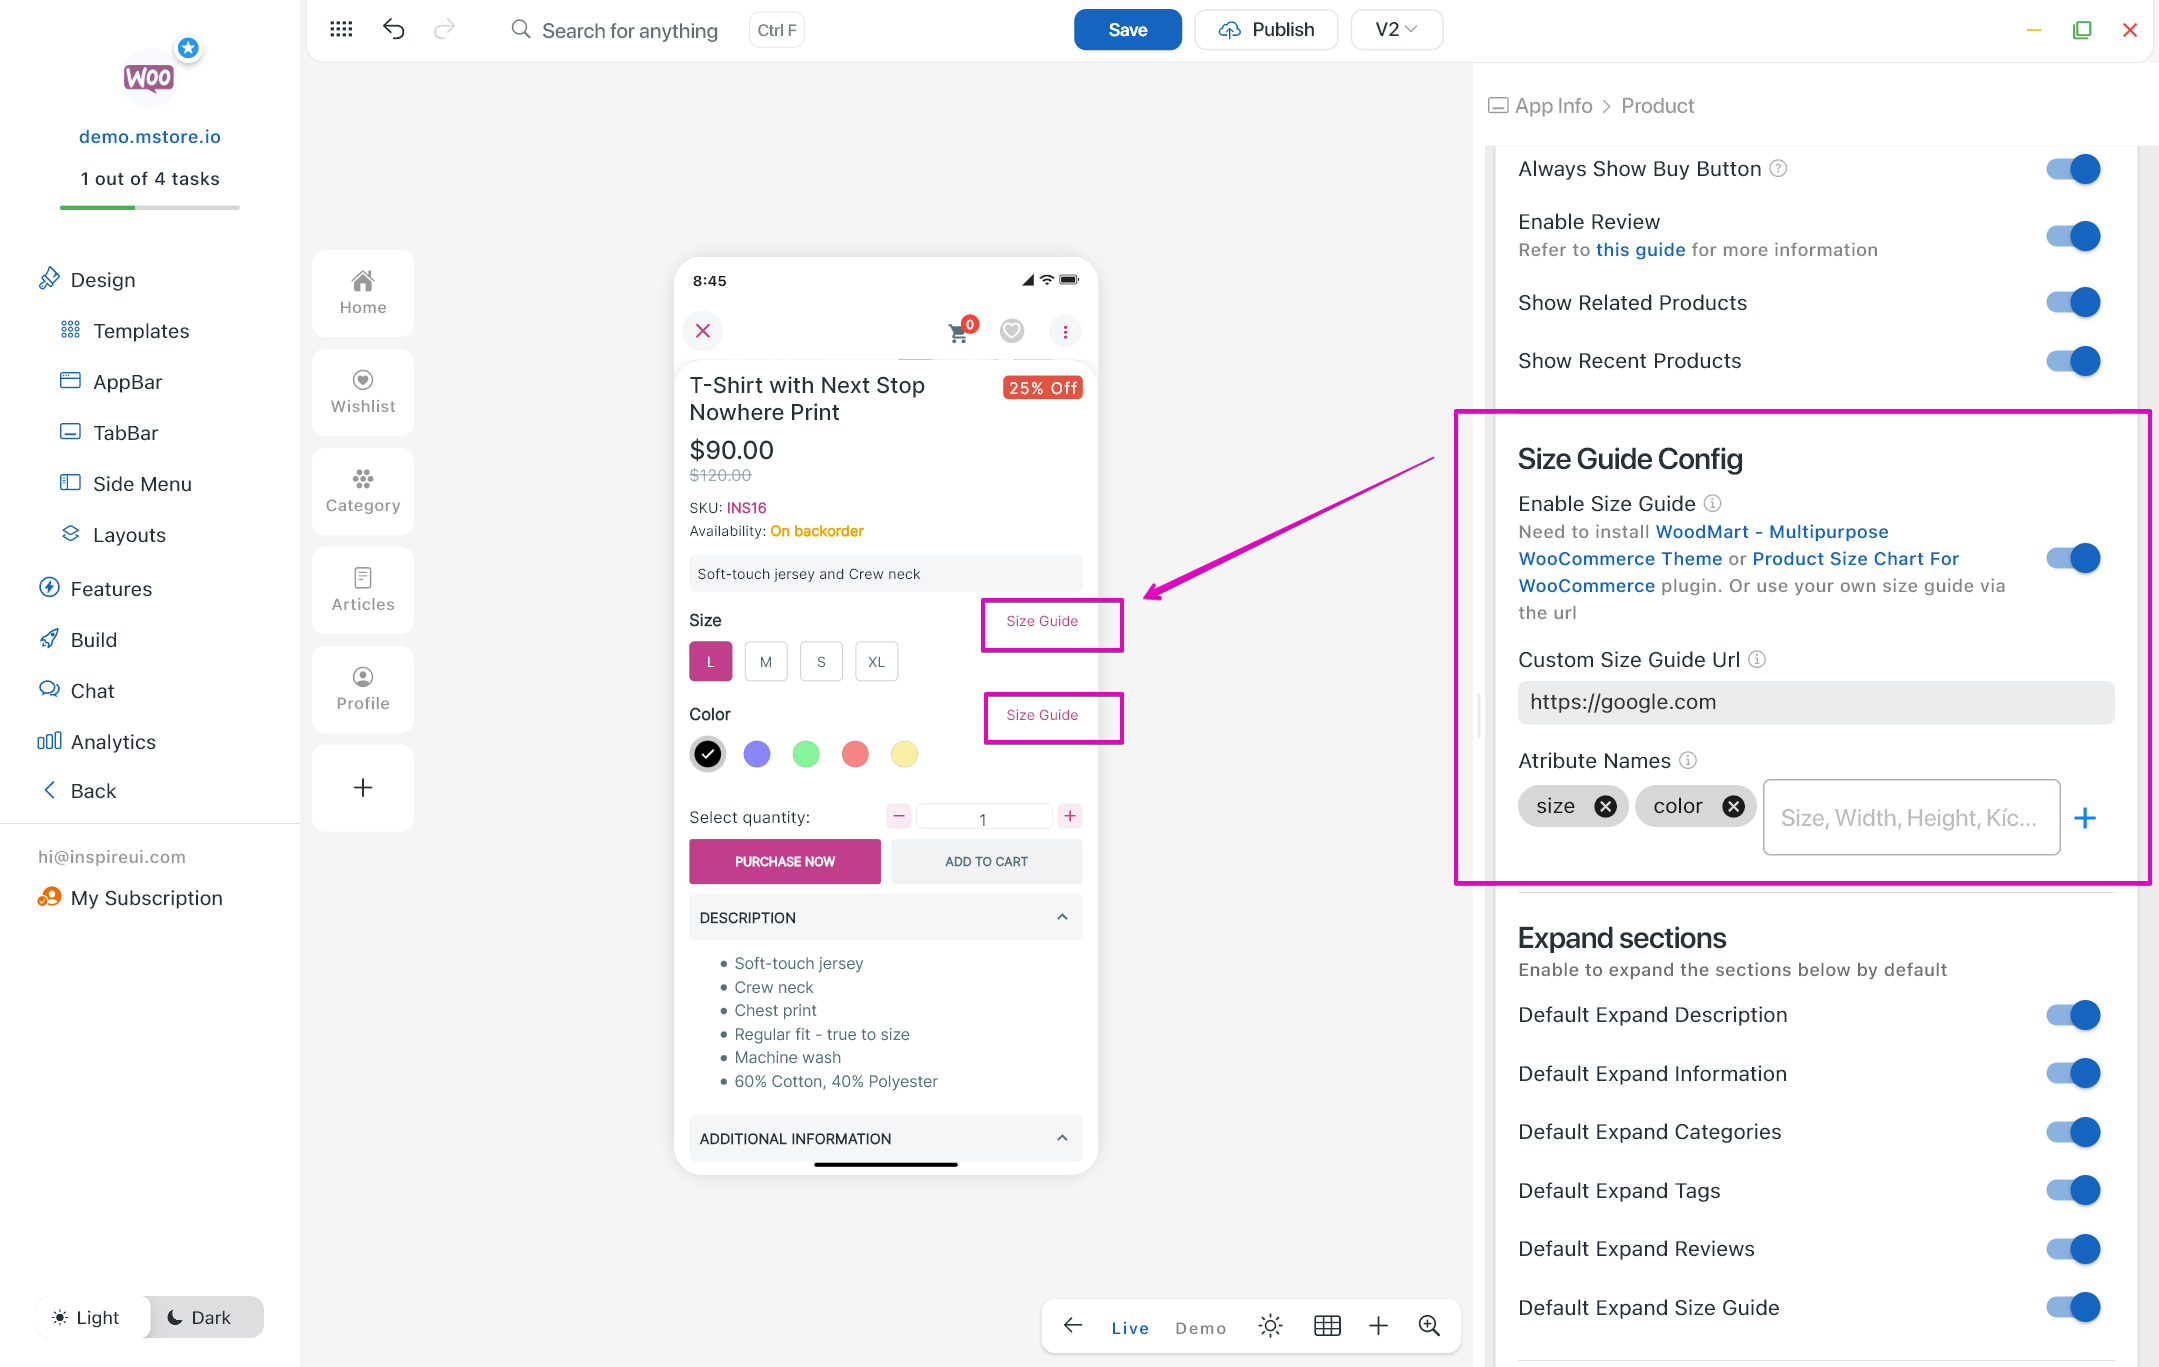 WOO
demo.mstore.io
1 out of 4 tasks
Design
Templates
AppBar
TabBar
Side Menu
Layouts
Features
Build
Chat
Analytics
Back
hi@inspireui.com
My Subscription
Light
Dark
Search for anything
Ctrl F
Save
Publish
V2
Home
Wishlist
Category
Articles
Profile
8:45
0
T-Shirt with Next Stop
Nowhere Print
25% Off
$90.00
$120.00
SKU: INS16
Availability: On backorder
Soft-touch jersey and Crew neck
Size
Size Guide
L
M
S
XL
Color
Size Guide
Select quantity:
1
PURCHASE NOW
ADD TO CART
DESCRIPTION
Soft-touch jersey
Crew neck
Chest print
Regular fit - true to size
Machine wash
60% Cotton, 40% Polyester
ADDITIONAL INFORMATION
Live
Demo
App Info > Product
Always Show Buy Button
Enable Review
Refer to this guide for more information
Show Related Products
Show Recent Products
Size Guide Config
Enable Size Guide
Need to install WoodMart - Multipurpose
WooCommerce Theme or Product Size Chart For
WooCommerce plugin. Or use your own size guide via
the url
Custom Size Guide Url
https://google.com
Atribute Names
size
color
Size, Width, Height, Kíc...
Expand sections
Enable to expand the sections below by default
Default Expand Description
Default Expand Information
Default Expand Categories
Default Expand Tags
Default Expand Reviews
Default Expand Size Guide